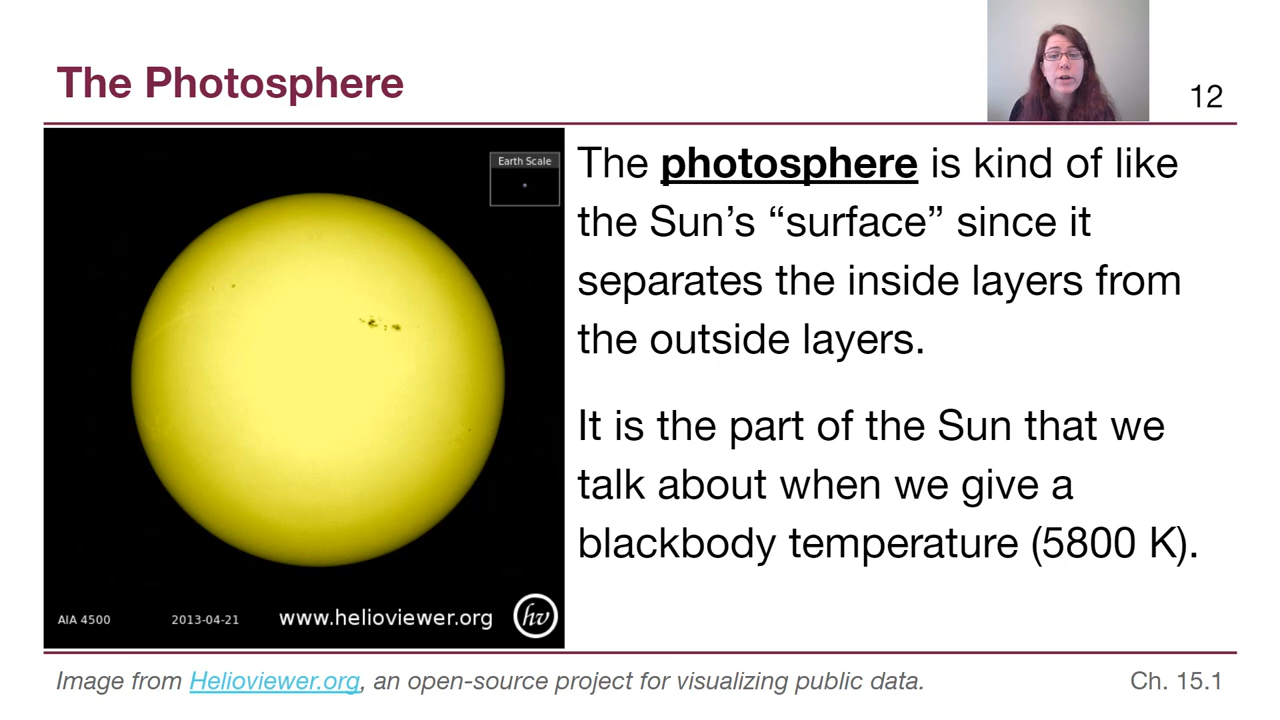 The Photosphere
12
Earth Scale
The photosphere is kind of like
the Sun’s “surface” since it
separates the inside layers from
the outside layers.
It is the part of the Sun that we
talk about when we give a
blackbody temperature (5800 K).
AIA 4500
2013-04-21
www.helioviewer.org
hv
Image from Helioviewer.org, an open-source project for visualizing public data.
Ch. 15.1